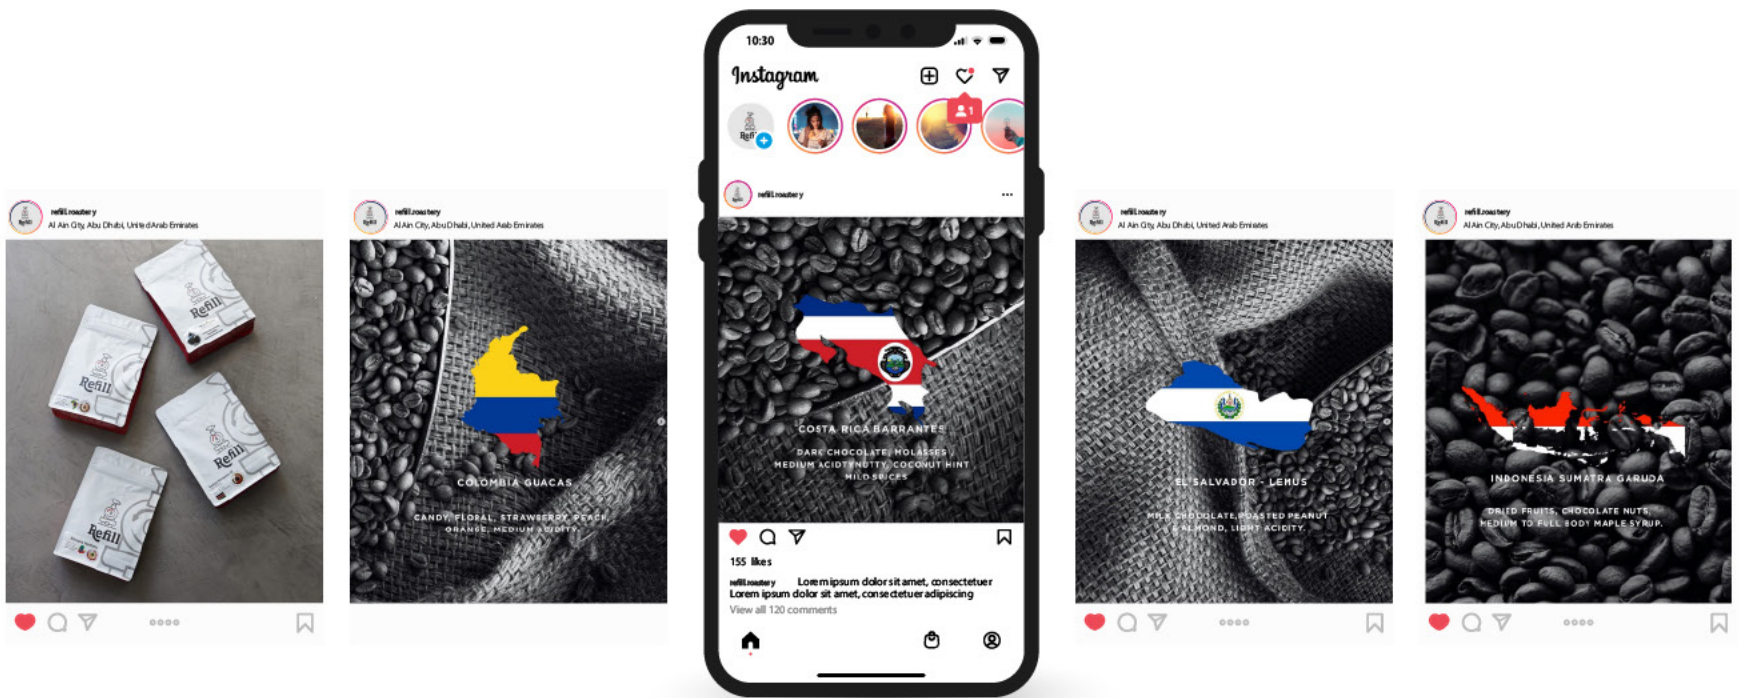 refill.roastery
Al Ain City, Abu Dhabi, United Arab Emirates
Refill
Refill
Refill
Refill
refill.roastery
Al Ain City, Abu Dhabi, United Arab Emirates
COLOMBIA GUACAS
CANDY, FLORAL, STRAWBERRY, PEACH,
ORANGE, MEDIUM ACIDITY.
10:30
Instagram
1
Refill
refill.roastery
COSTA RICA BARRANTES
DARK CHOCOLATE, MOLASSES,
MEDIUM ACIDTYNUTTY, COCONUT HINT
MILD SPICES
155 likes
refill.roastery Lorem ipsum dolor sit amet, consectetuer
Lorem ipsum dolor sit amet, consectetuer adipiscing
View all 120 comments
refill.roastery
Al Ain City, Abu Dhabi, United Arab Emirates
EL SALVADOR - LEHUS
MILK CHOLOLATE, ROASTED PEANUT
& ALMOND, LIGHT ACIDITY.
refill.roastery
Al Ain City, Abu Dhabi, United Arab Emirates
INDONESIA SUMATRA GARUDA
DRIED FRUITS, CHOCOLATE NUTS,
MEDIUM TO FULL BODY MAPLE SYRUP.